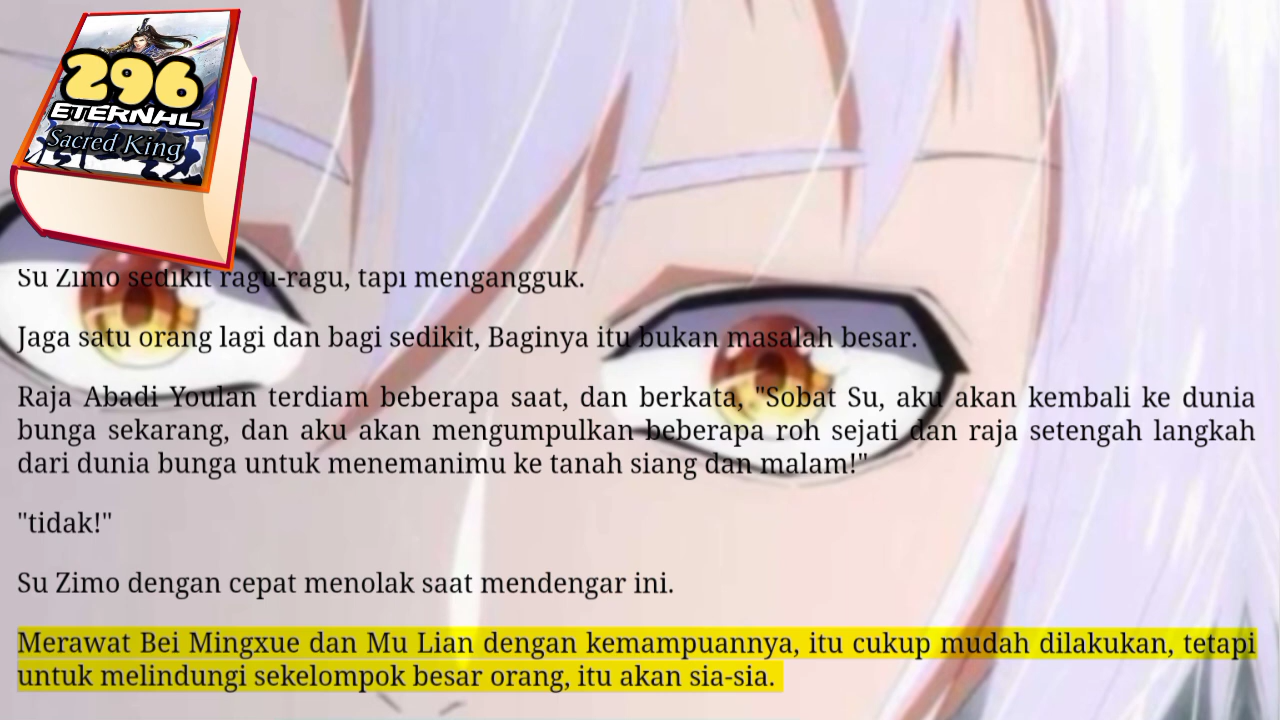 296
ETERNAL
Sacred King
Su Zimo sedikit ragu-ragu, tapi mengangguk.
Jaga satu orang lagi dan bagi sedikit, Baginya itu bukan masalah besar.
Raja Abadi Youlan terdiam beberapa saat, dan berkata, "Sobat Su, aku akan kembali ke dunia
bunga sekarang, dan aku akan mengumpulkan beberapa roh sejati dan raja setengah langkah
dari dunia bunga untuk menemanimu ke tanah siang dan malam!"
"tidak!"
Su Zimo dengan cepat menolak saat mendengar ini.
Merawat Bei Mingxue dan Mu Lian dengan kemampuannya, itu cukup mudah dilakukan, tetapi
untuk melindungi sekelompok besar orang, itu akan sia-sia.